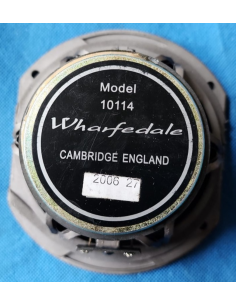 Model
10114
Wharfedale
CAMBRIDGE ENGLAND
2006 27